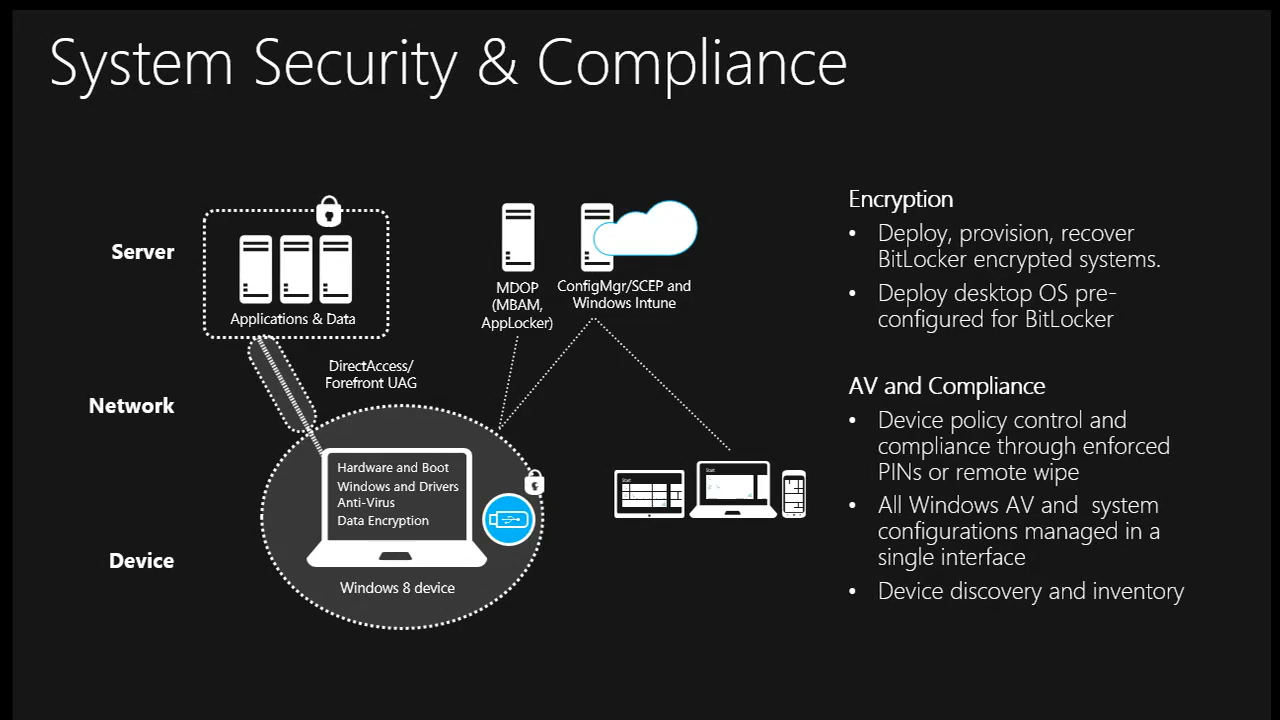 System Security & Compliance
Server
Applications & Data
MDOP
(MBAM,
AppLocker)
ConfigMgr/SCEP and
Windows Intune
Network
DirectAccess/
Forefront UAG
Device
Hardware and Boot
Windows and Drivers
Anti-Virus
Data Encryption
Windows 8 device
Start
Start
Encryption
• Deploy, provision, recover
BitLocker encrypted systems.
• Deploy desktop OS pre-
configured for BitLocker
AV and Compliance
• Device policy control and
compliance through enforced
PINs or remote wipe
• All Windows AV and  system
configurations managed in a
single interface
• Device discovery and inventory